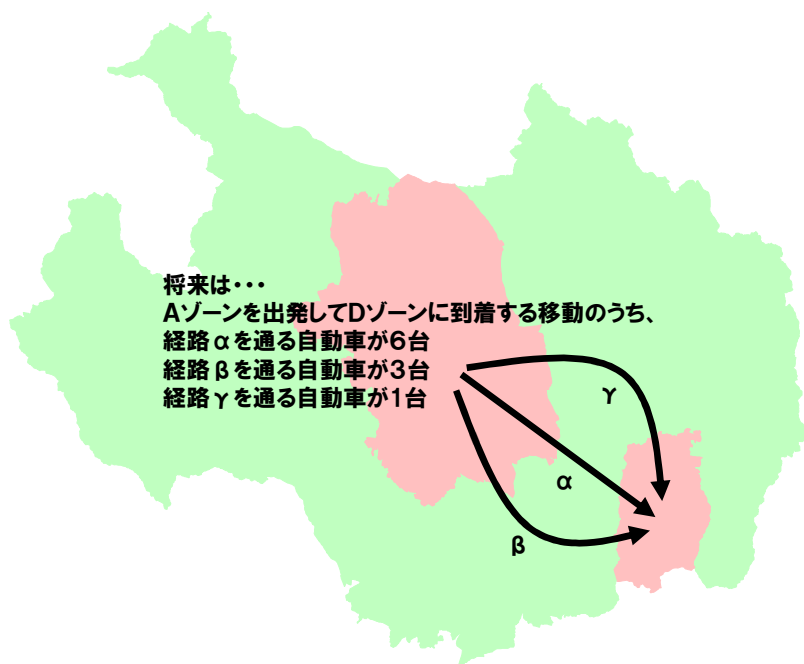 将来は・・・
Aゾーンを出発してDゾーンに到着する移動のうち、
経路αを通る自動車が6台
経路βを通る自動車が3台
経路γを通る自動車が1台
γ
α
β